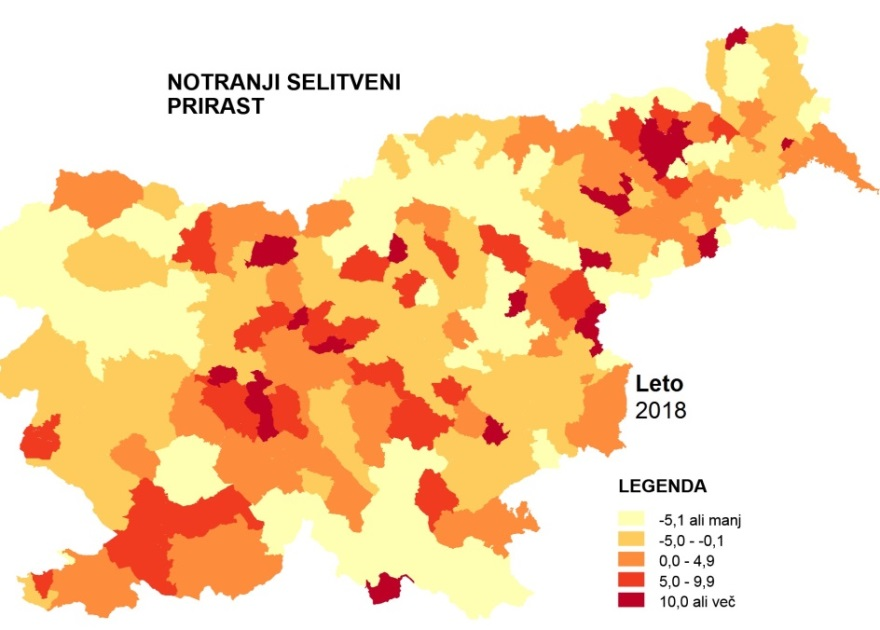 NOTRANJI SELITVENI
PRIRAST
Leto
2018
LEGENDA
-5,1 ali manj
-5,0 - -0,1
0,0 - 4,9
5,0 - 9,9
10,0 ali več